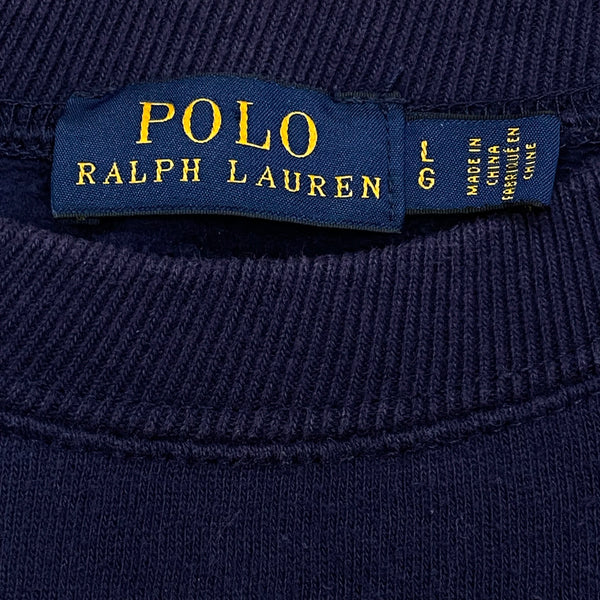 POLO
RALPH LAUREN
L
G
MADE IN
CHINA
FABRIQUÉ EN
CHINE